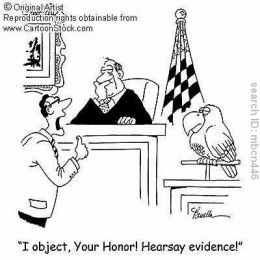 © Original Artist
Reproduction rights obtainable from
www.CartoonStock.com
search ID: mbcn446
"I object, Your Honor! Hearsay evidence!"